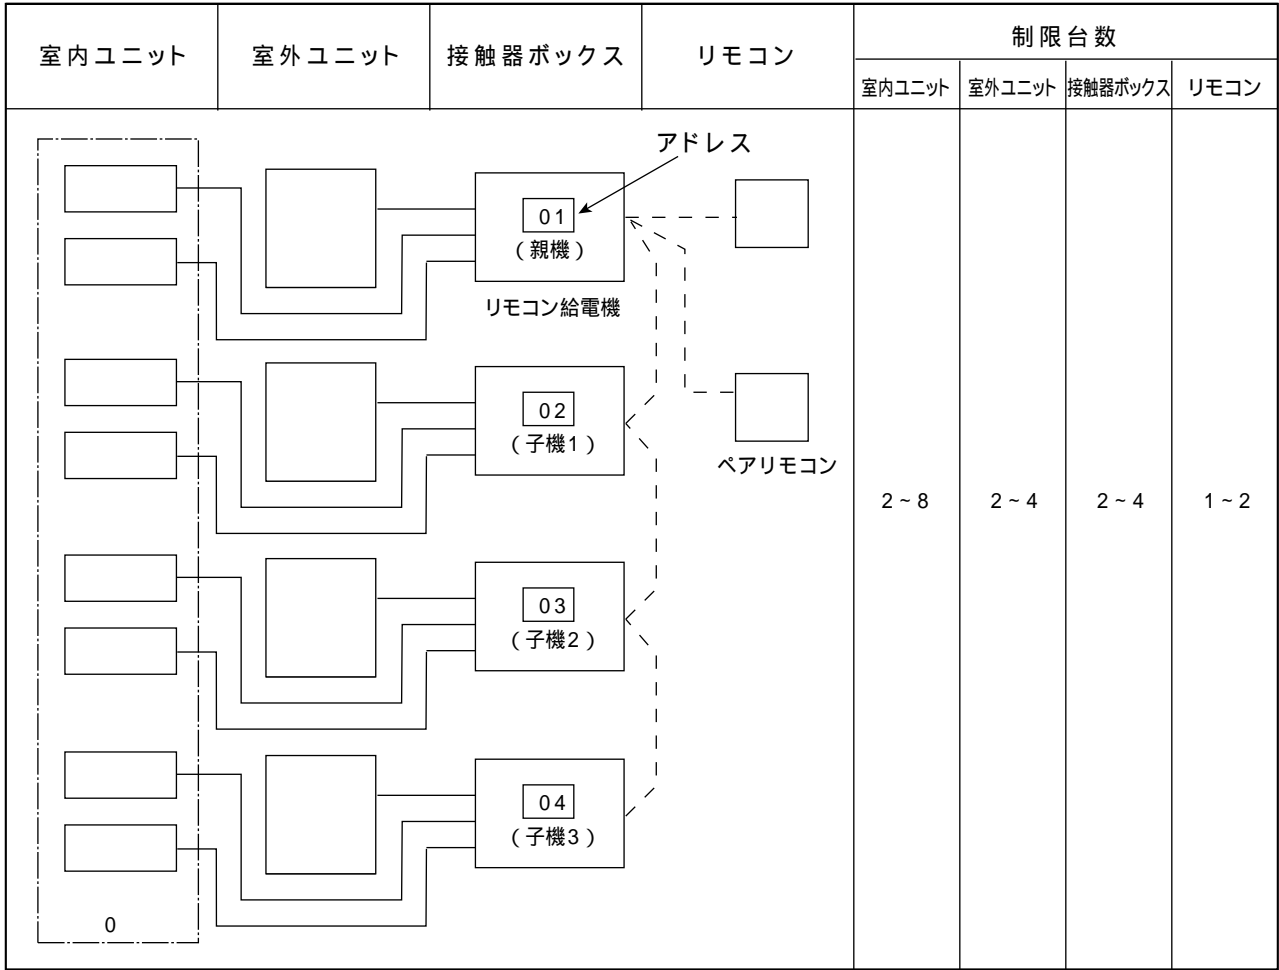 室内ユニット 室外ユニット 接触器ボックス リモコン 制限台数
室内ユニット 室外ユニット 接触器ボックス リモコン
アドレス
01
(親機)
リモコン給電機
02
(子機1)
ペアリモコン
2~8 2~4 2~4 1~2
03
(子機2)
04
(子機3)
0